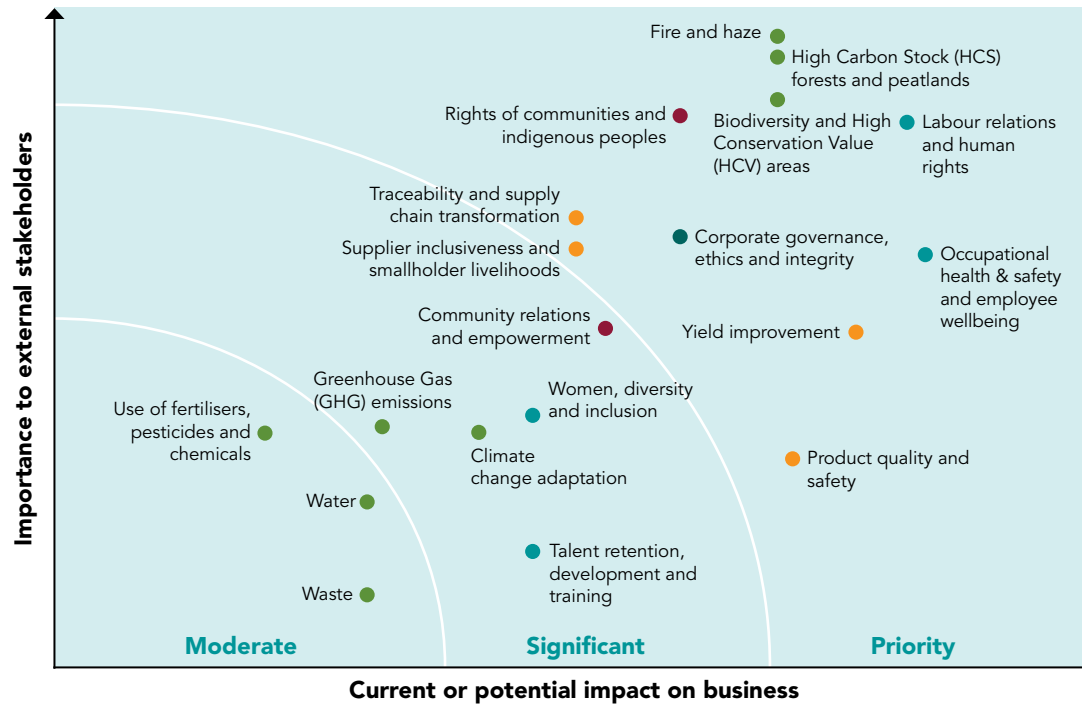 Importance to external stakeholders
Fire and haze
High Carbon Stock (HCS)
forests and peatlands
Rights of communities and
indigenous peoples
Biodiversity and High
Conservation Value
(HCV) areas
Labour relations
and human
rights
Traceability and supply
chain transformation
Supplier inclusiveness and
smallholder livelihoods
Corporate governance,
ethics and integrity
Occupational
health & safety
and employee
wellbeing
Community relations
and empowerment
Yield improvement
Greenhouse Gas
(GHG) emissions
Women, diversity
and inclusion
Use of fertilisers,
pesticides and
chemicals
Climate
change adaptation
Product quality and
safety
Water
Talent retention,
development and
training
Waste
Moderate
Significant
Priority
Current or potential impact on business